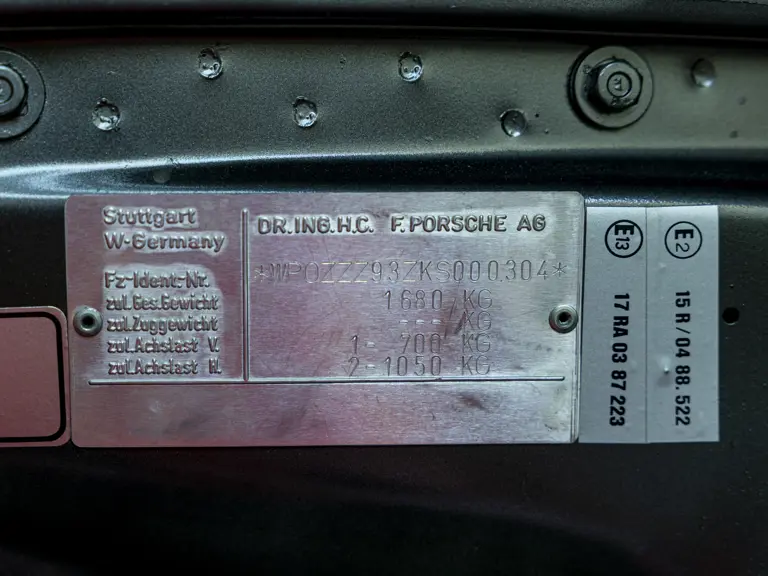 Stuttgart
W-Germany
DR.ING.H.C. F.PORSCHE AG
Fz-Ident-Nr. *WP0ZZZ93ZKS000304*
zul.Ges.Gewicht 1680 KG
zul.Zuggewicht --- KG
zul.Achslast V. 1- 700 KG
zul.Achslast H. 2-1050 KG
E13 17 RA 03 87 223
E2 15 R / 04 88.522